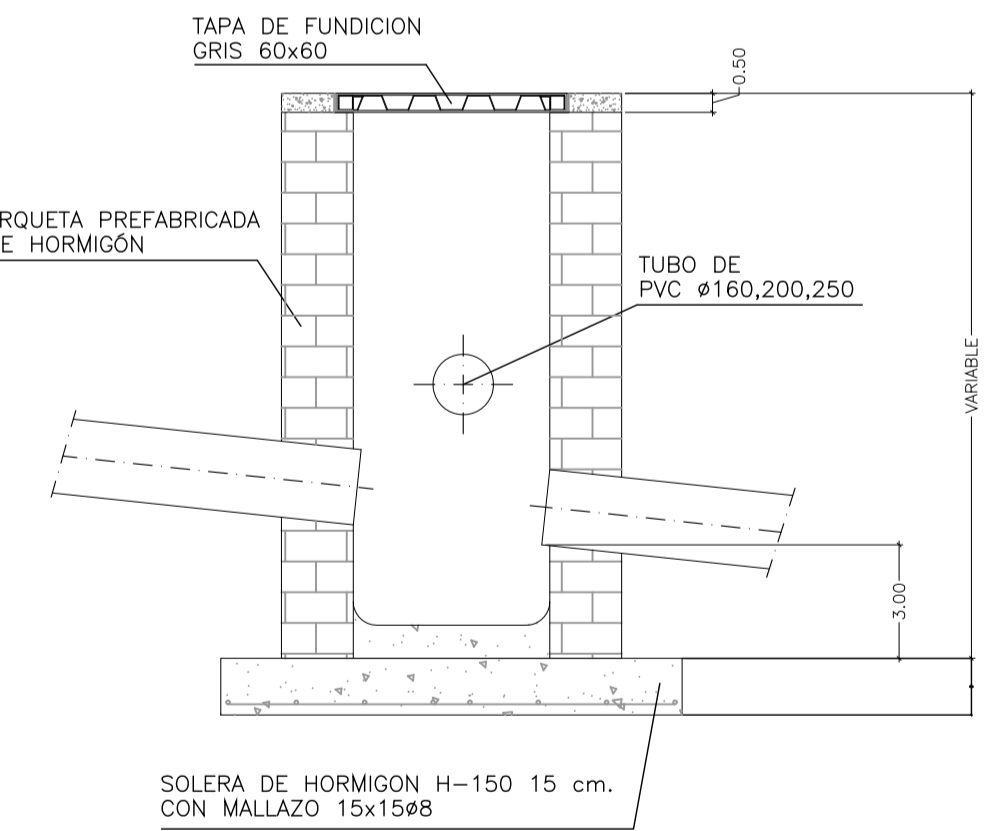 TAPA DE FUNDICION
GRIS 60x60
0.50
RQUETA PREFABRICADA
E HORMIGÓN
TUBO DE
PVC ø160,200,250
VARIABLE
3.00
SOLERA DE HORMIGON H-150 15 cm.
CON MALLAZO 15x15ø8